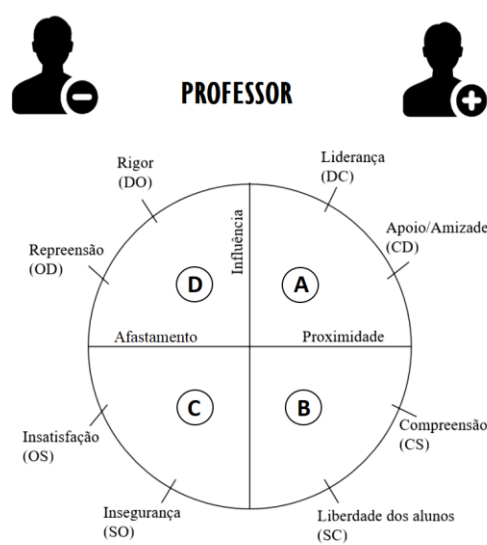 PROFESSOR
Rigor
(DO)
Liderança
(DC)
Repreensão
(OD)
Influência
Apoio/Amizade
(CD)
D
A
Afastamento
Proximidade
C
B
Insatisfação
(OS)
Compreensão
(CS)
Insegurança
(SO)
Liberdade dos alunos
(SC)